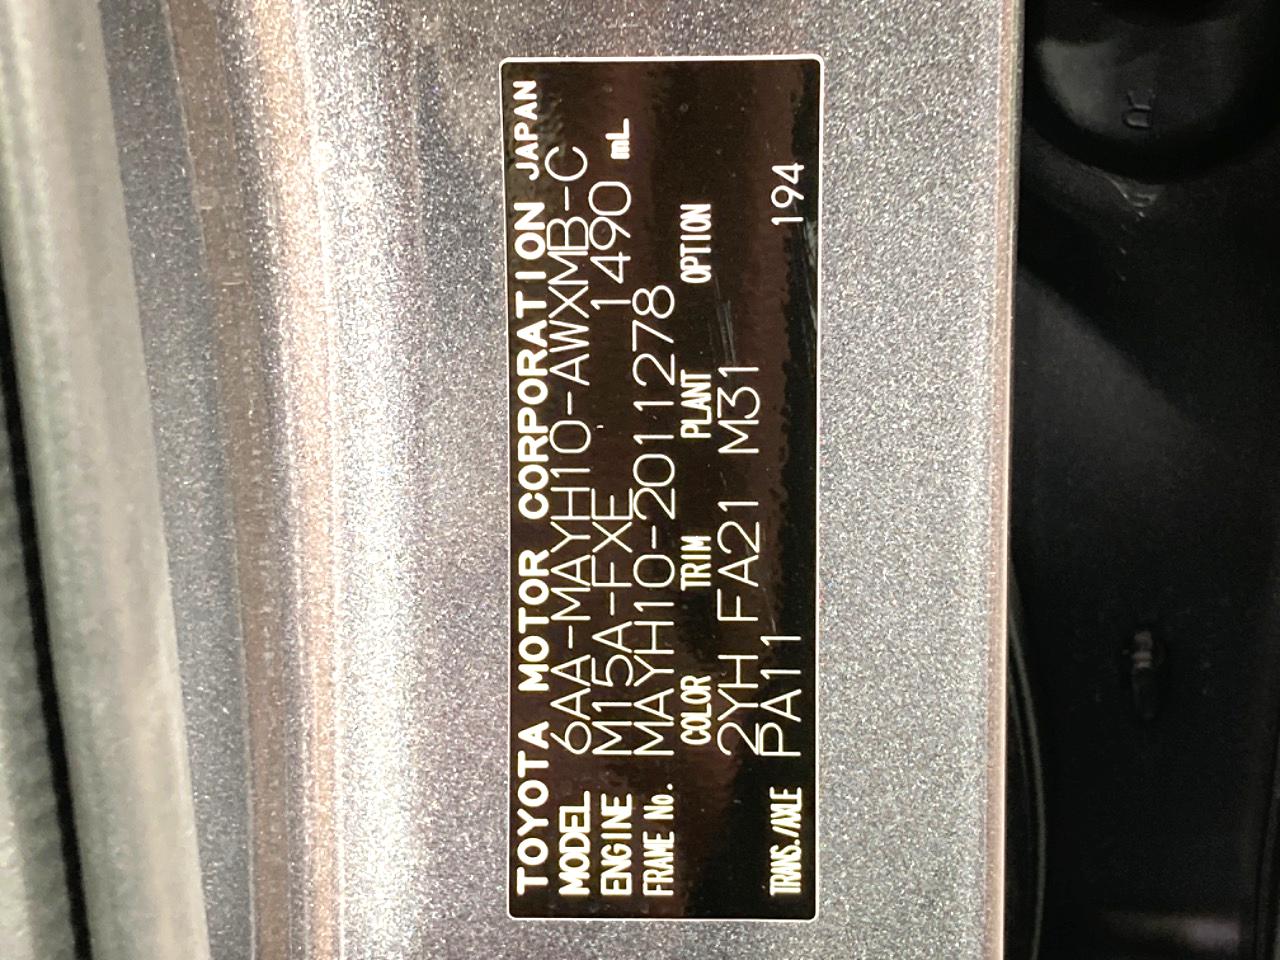 TOYOTA MOTOR CORPORATION JAPAN
MODEL 6AA-MAYH10-AWXMB-C
ENGINE M15A-FXE 1490 mL
FRAME No. MAYH10-2011278
COLOR TRIM PLANT OPTION
2YH FA21 M31
TRANS./AXLE PA11 194
R